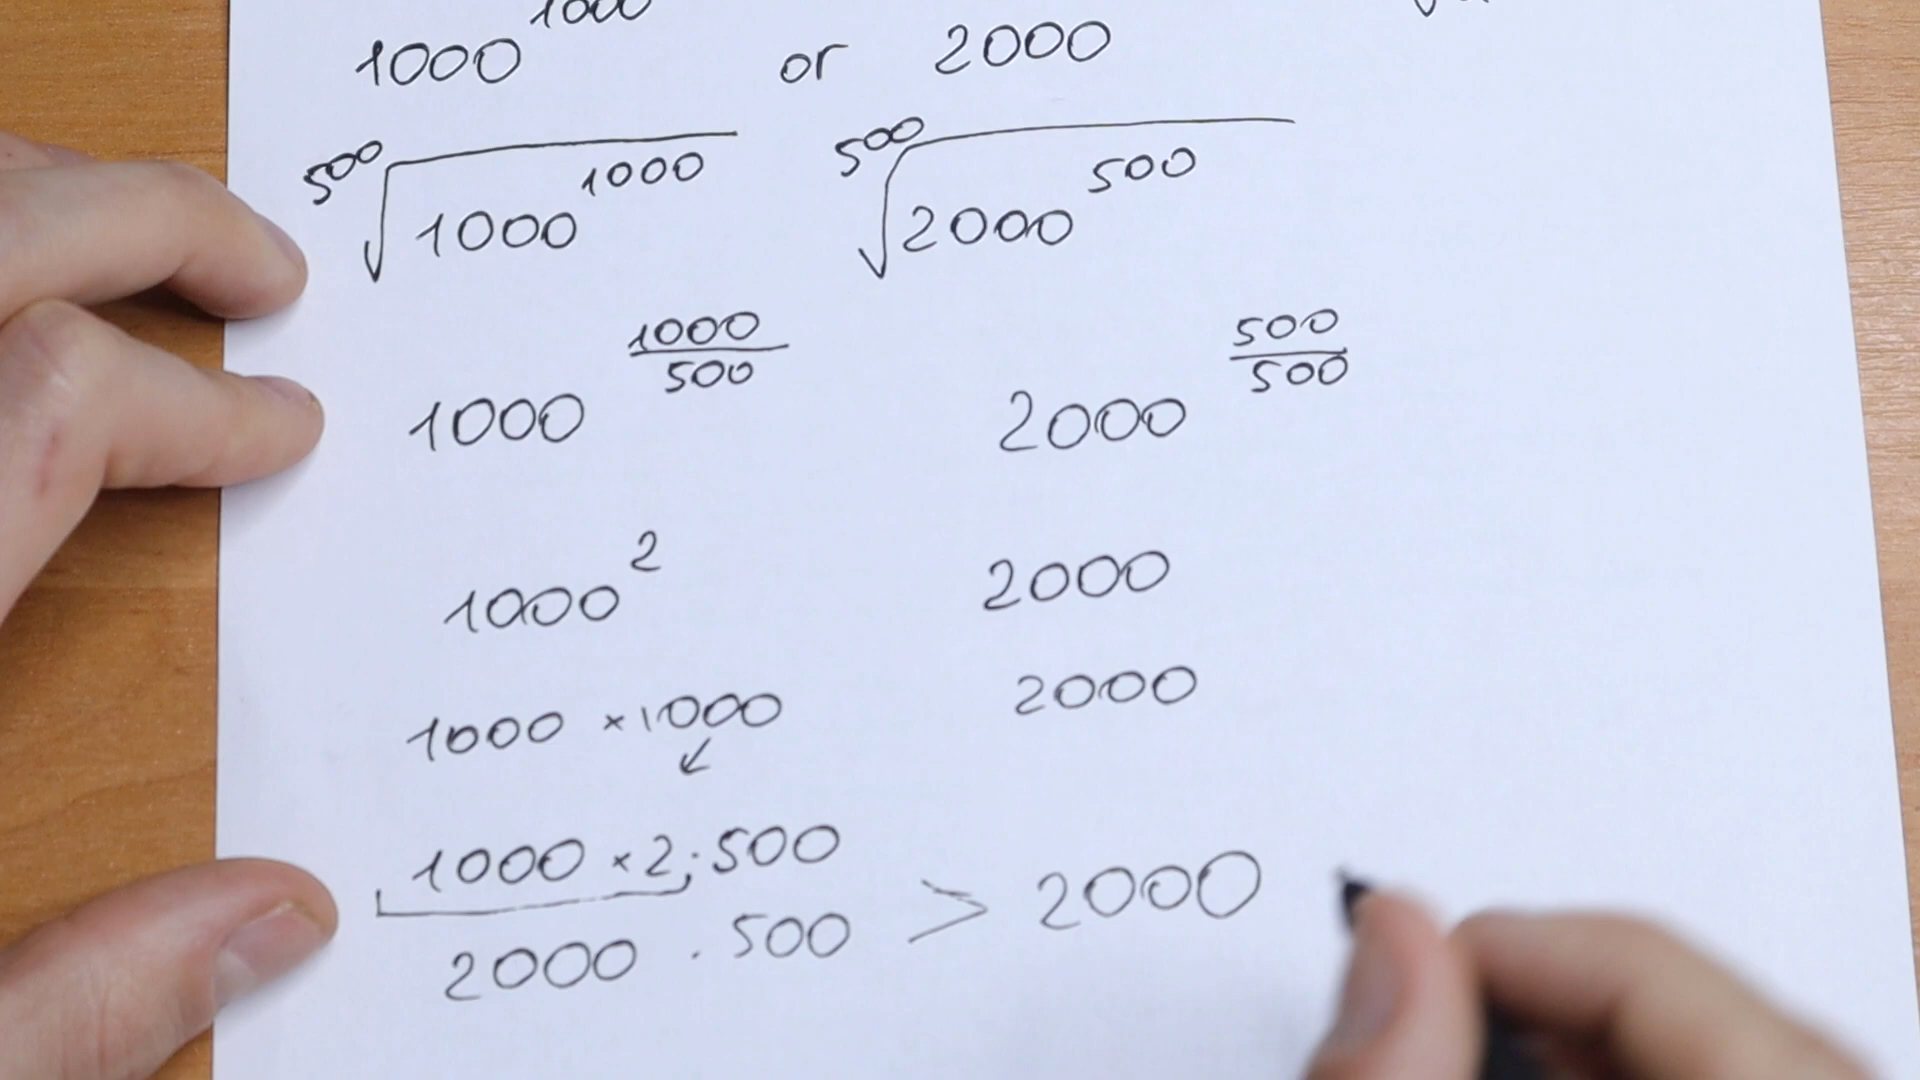 1000^1000 or 2000
⁵⁰⁰√1000^1000 ⁵⁰⁰√2000^500
1000^(1000/500) 2000^(500/500)
1000^2 2000
1000 × 1000 2000
↙
1000 × 2 · 500
2000 · 500 > 2000